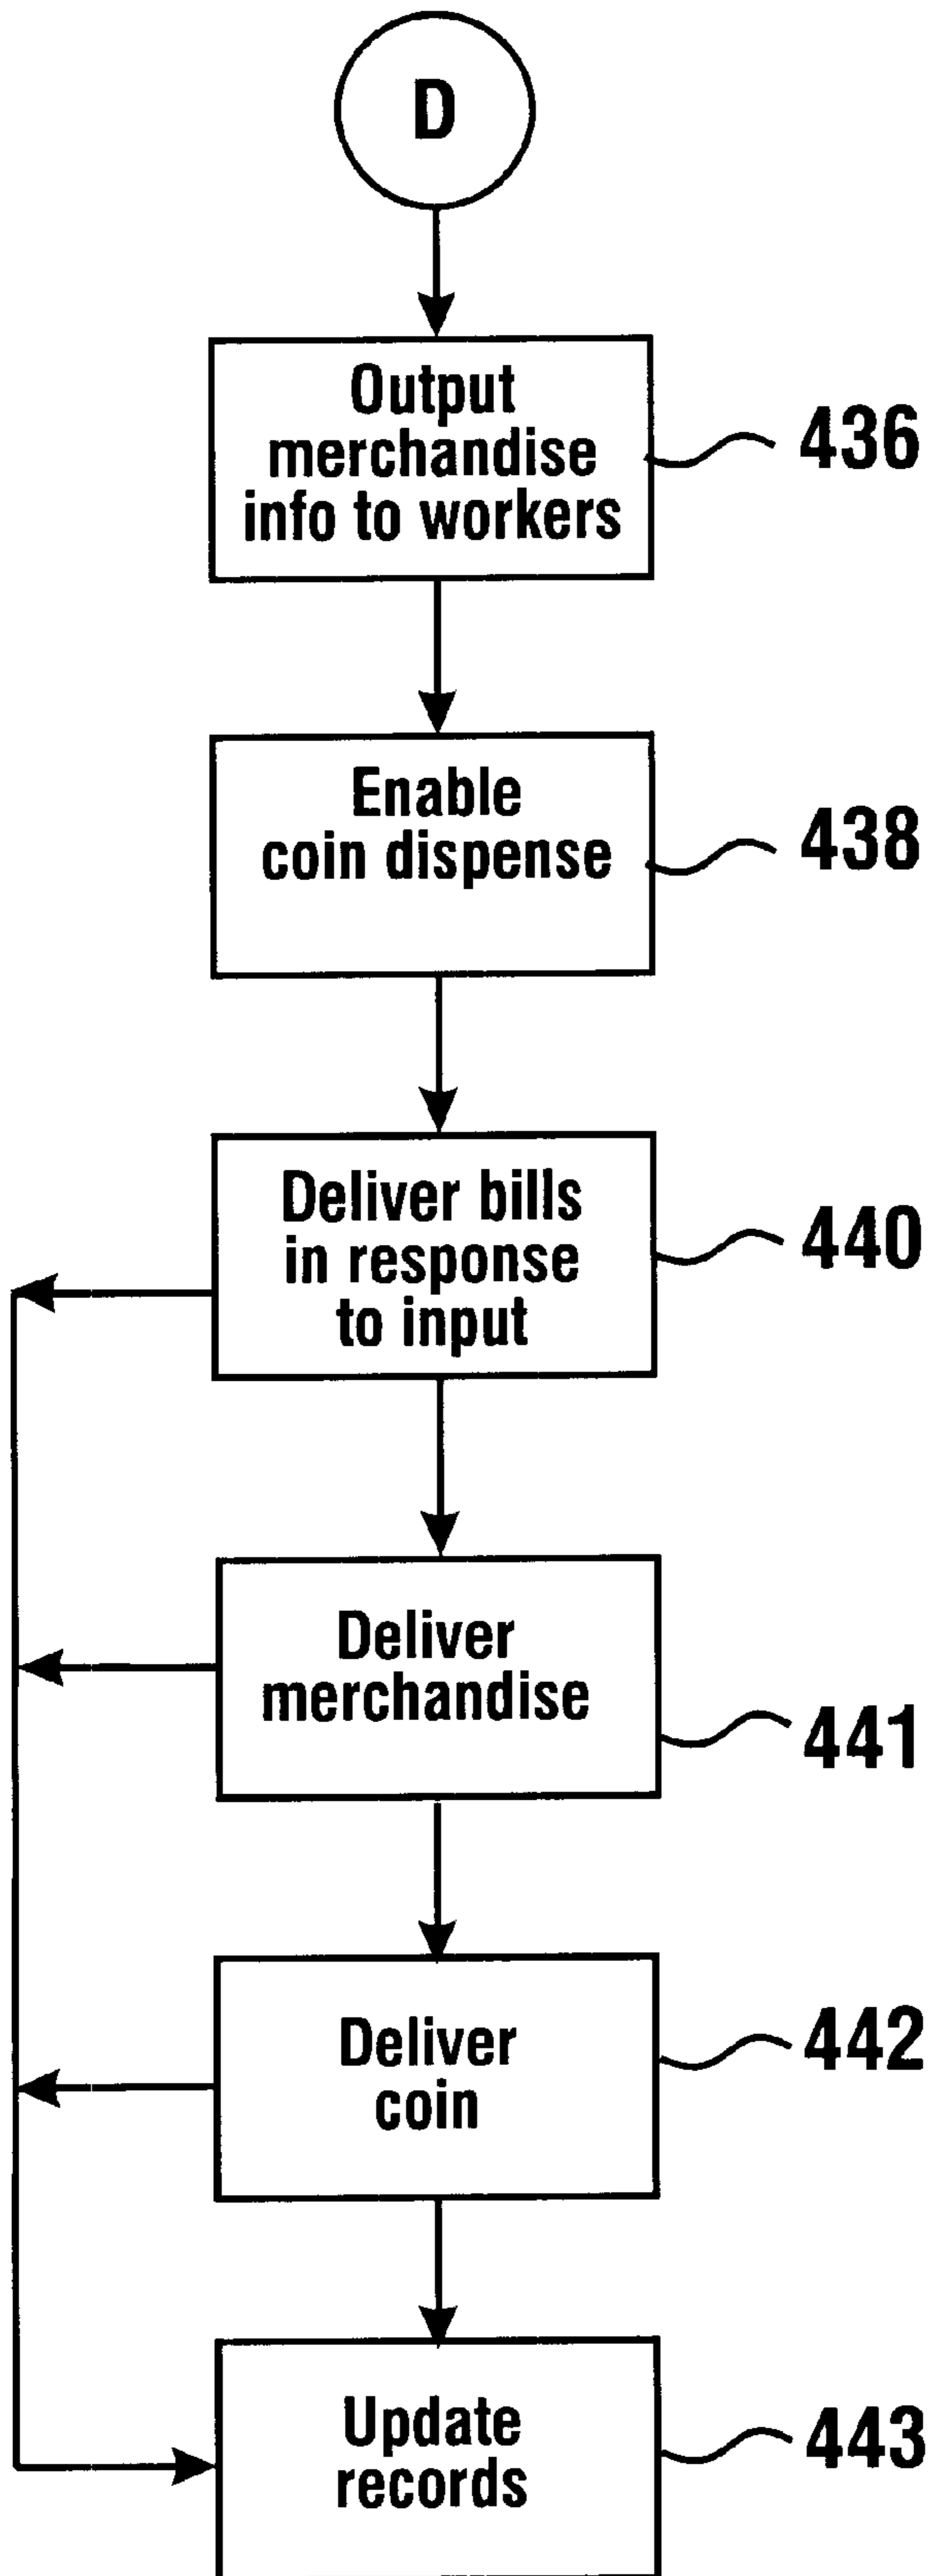 D
Output
merchandise
info to workers
436
Enable
coin dispense
438
Deliver bills
in response
to input
440
Deliver
merchandise
441
Deliver
coin
442
Update
records
443